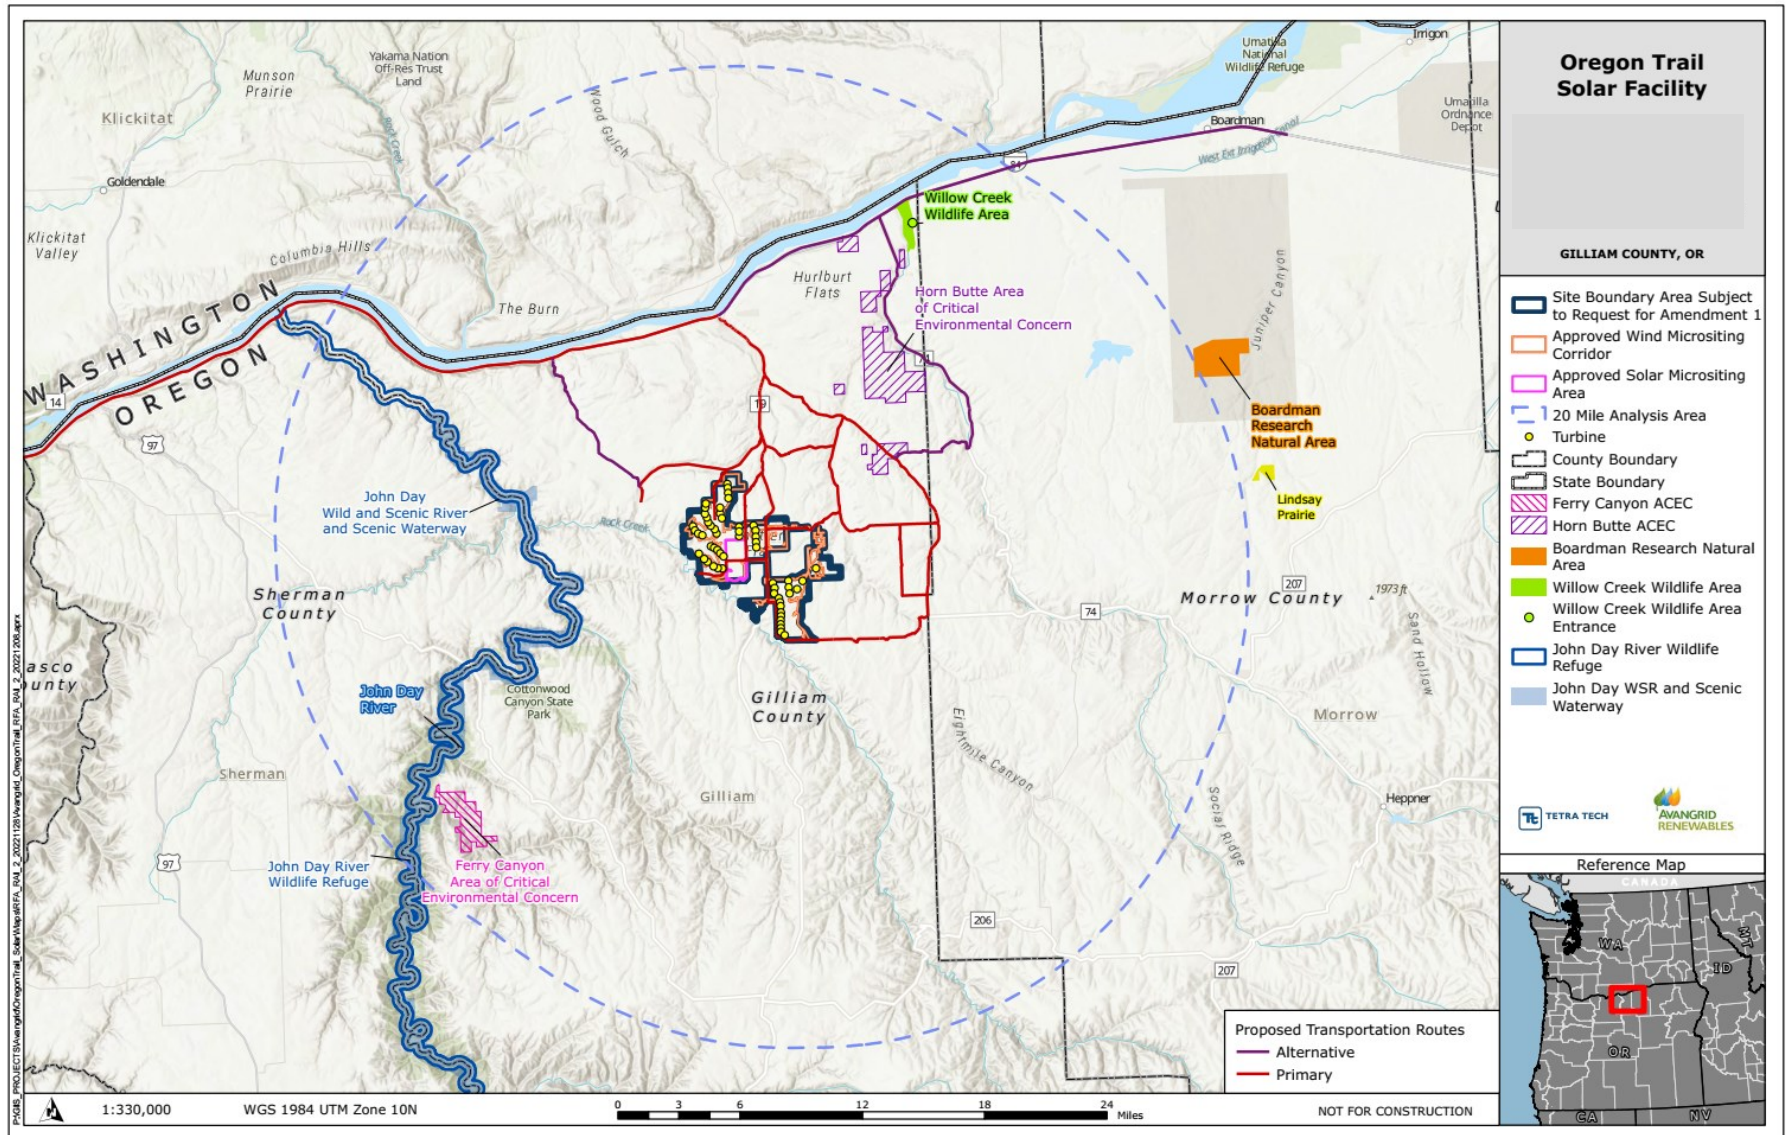 Oregon Trail
Solar Facility
GILLIAM COUNTY, OR
Site Boundary Area Subject
to Request for Amendment 1
Approved Wind Micrositing
Corridor
Approved Solar Micrositing
Area
20 Mile Analysis Area
Turbine
County Boundary
State Boundary
Ferry Canyon ACEC
Horn Butte ACEC
Boardman Research Natural
Area
Willow Creek Wildlife Area
Willow Creek Wildlife Area
Entrance
John Day River Wildlife
Refuge
John Day WSR and Scenic
Waterway
TETRA TECH
AVANGRID
RENEWABLES
Reference Map
CANADA
WA
MT
ID
OR
CA
NV
Yakama Nation
Off-Res Trust
Land
Munson
Prairie
Klickitat
Rock Creek
Wood Gulch
Goldendale
Klickitat
Valley
Columbia Hills
The Burn
WASHINGTON
OREGON
14
97
Umatilla
National
Wildlife Refuge
Irrigon
Umatilla
Ordnance
Depot
Boardman
West Ext Irrigation Canal
84
Willow Creek
Wildlife Area
Hurlburt
Flats
Horn Butte Area
of Critical
Environmental Concern
74
Juniper Canyon
19
Boardman
Research
Natural Area
Lindsay
Prairie
John Day
Wild and Scenic River
and Scenic Waterway
Rock Creek
Sherman
County
207
1973 ft
74
Morrow County
Sand Hollow
asco
ounty
John Day
River
Cottonwood
Canyon State
Park
Gilliam
County
Eightmile Canyon
Morrow
Sherman
Gilliam
Social Ridge
Heppner
97
John Day River
Wildlife Refuge
Ferry Canyon
Area of Critical
Environmental Concern
206
207
Proposed Transportation Routes
Alternative
Primary
1:330,000
WGS 1984 UTM Zone 10N
0 3 6 12 18 24
Miles
NOT FOR CONSTRUCTION